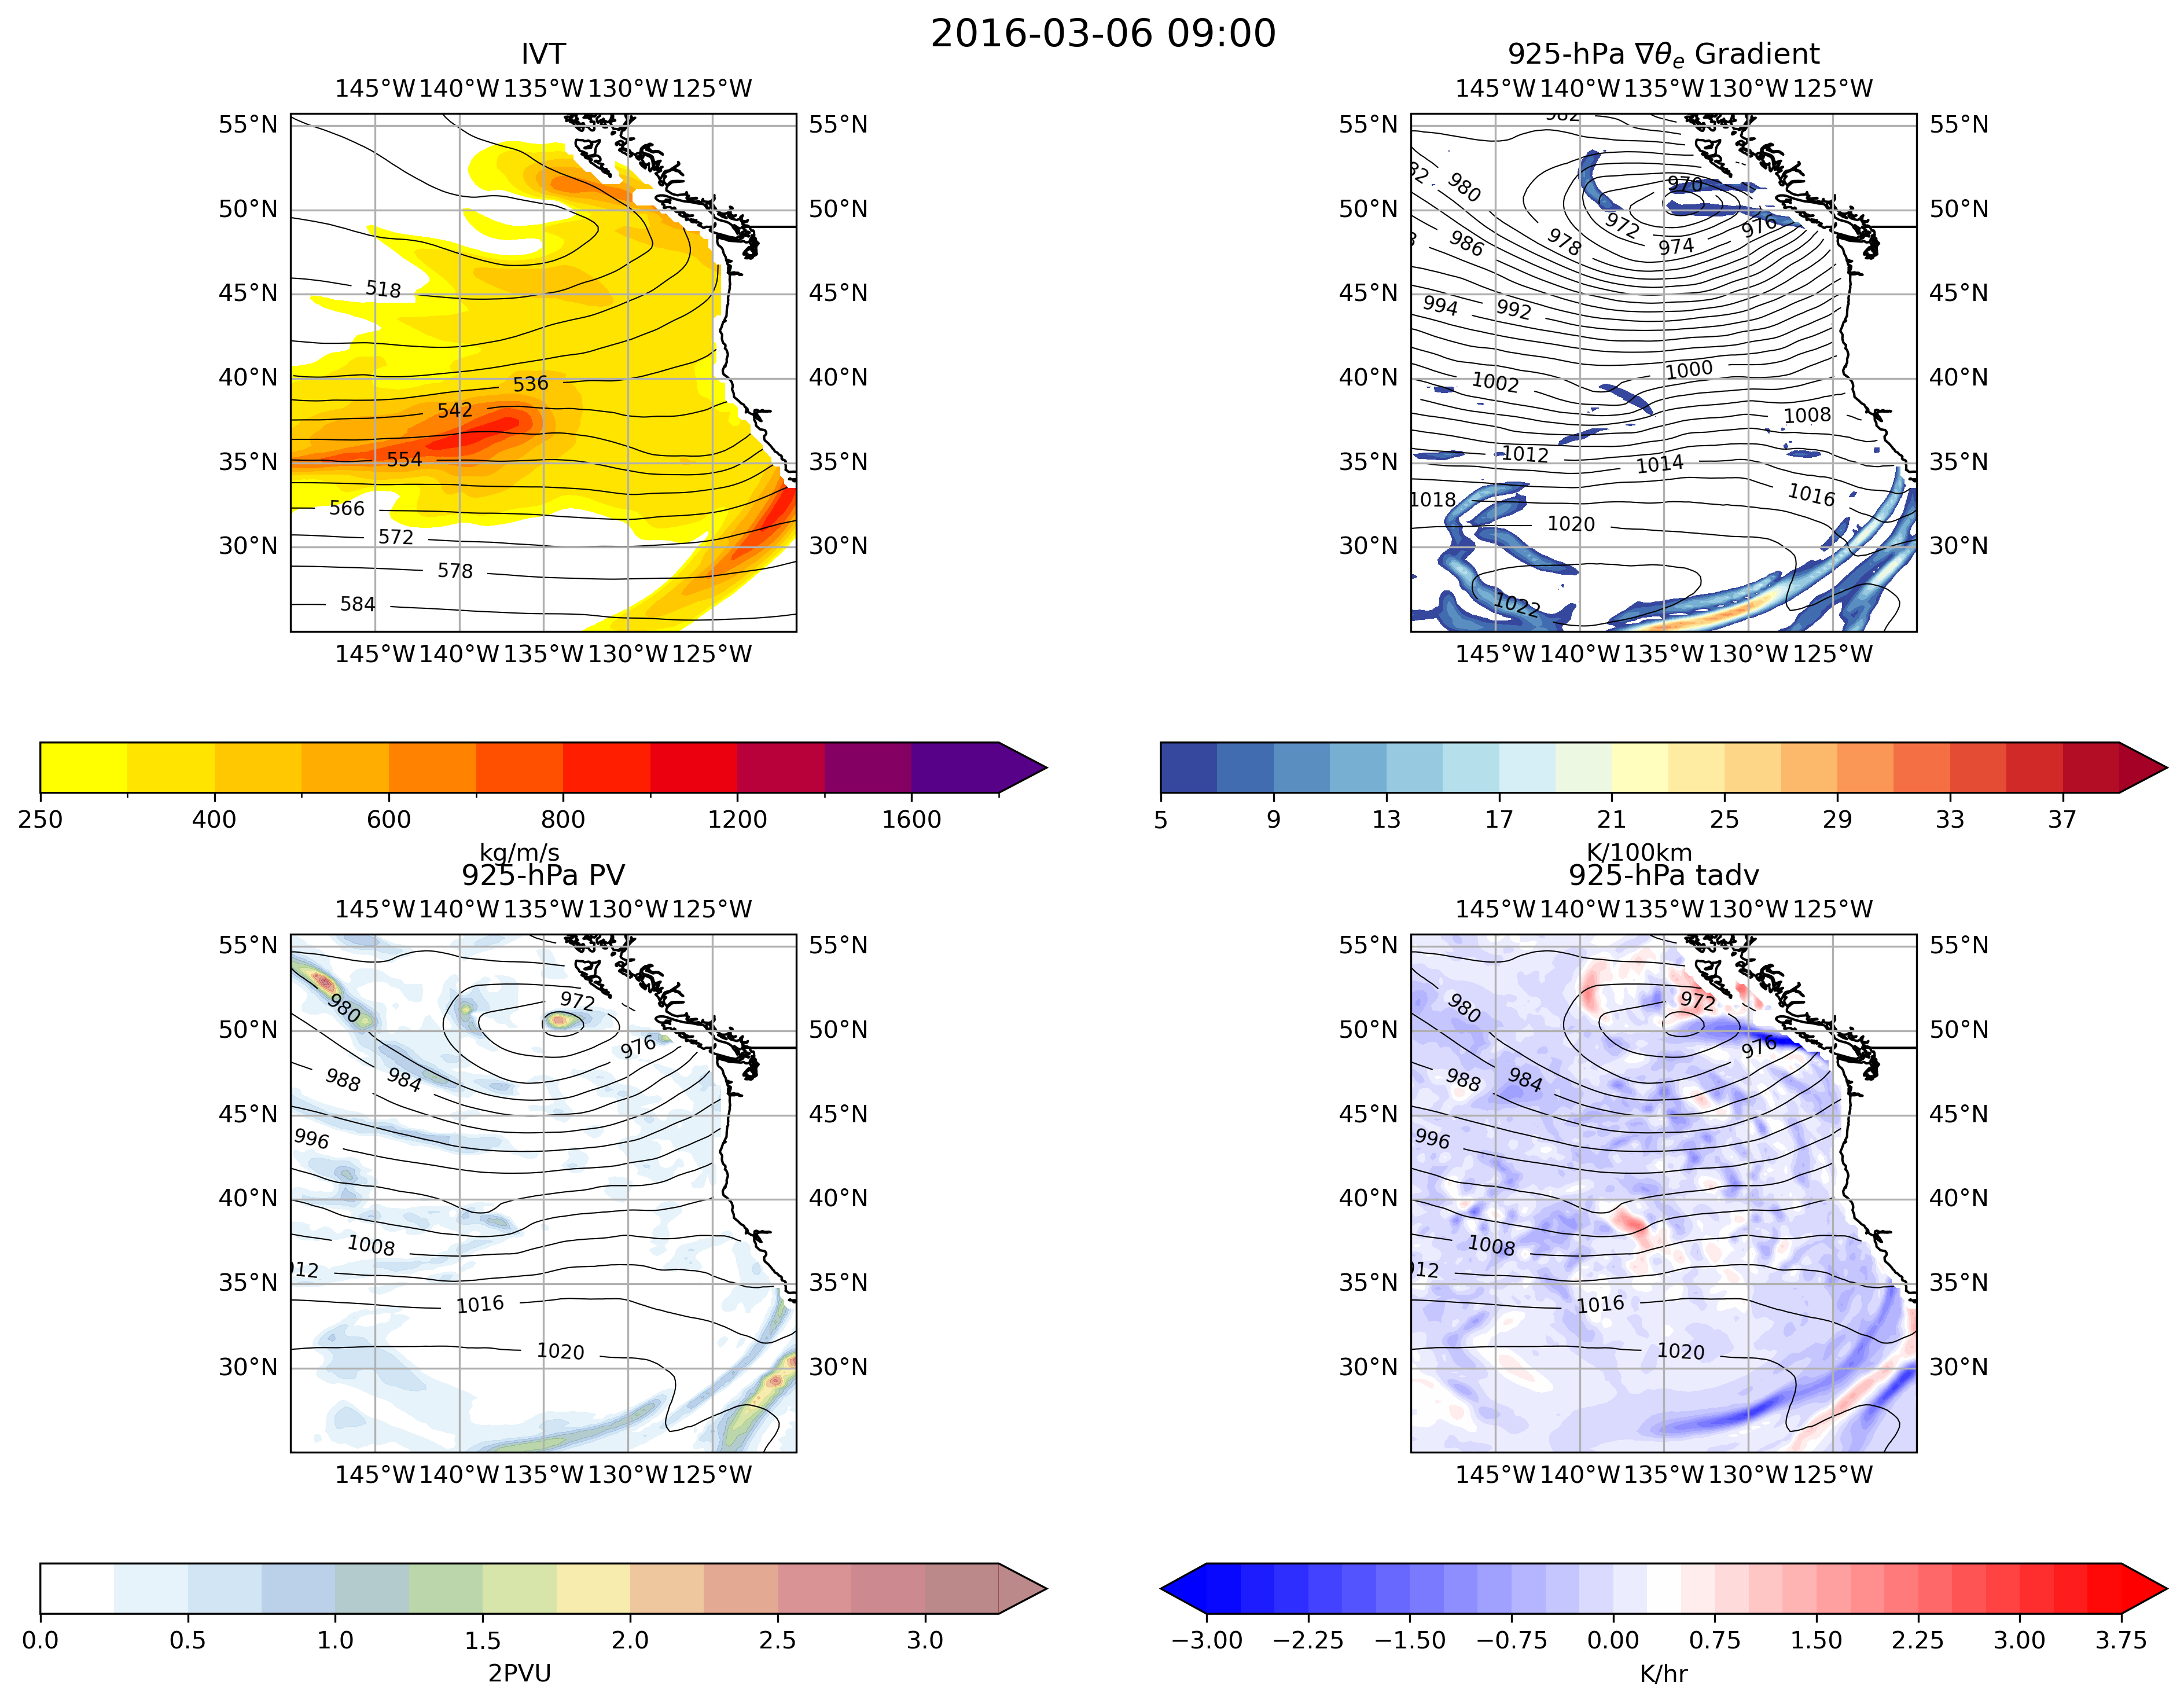 2016-03-06 09:00
IVT
145°W 140°W 135°W 130°W 125°W
55°N 55°N
50°N 50°N
518
45°N 45°N
536
40°N 40°N
542
554
35°N 35°N
566
572
30°N 30°N
578
584
145°W 140°W 135°W 130°W 125°W
250 400 600 800 1200 1600
kg/m/s
925-hPa ∇θe Gradient
145°W 140°W 135°W 130°W 125°W
982
55°N 55°N
980 970
50°N 50°N
972 976
986 978 974
45°N 45°N
994 992
1002 1000
40°N 40°N
1008
1012 1014
35°N 35°N
1018 1016
1020
30°N 30°N
1022
145°W 140°W 135°W 130°W 125°W
5 9 13 17 21 25 29 33 37
K/100km
925-hPa PV
145°W 140°W 135°W 130°W 125°W
55°N 55°N
980 972
50°N 50°N
976
988 984
45°N 45°N
996
40°N 40°N
1008
35°N 35°N
1016
1020
30°N 30°N
145°W 140°W 135°W 130°W 125°W
0.0 0.5 1.0 1.5 2.0 2.5 3.0
2PVU
925-hPa tadv
145°W 140°W 135°W 130°W 125°W
55°N 55°N
980 972
50°N 50°N
976
988 984
45°N 45°N
996
40°N 40°N
1008
35°N 35°N
1016
1020
30°N 30°N
145°W 140°W 135°W 130°W 125°W
−3.00 −2.25 −1.50 −0.75 0.00 0.75 1.50 2.25 3.00 3.75
K/hr